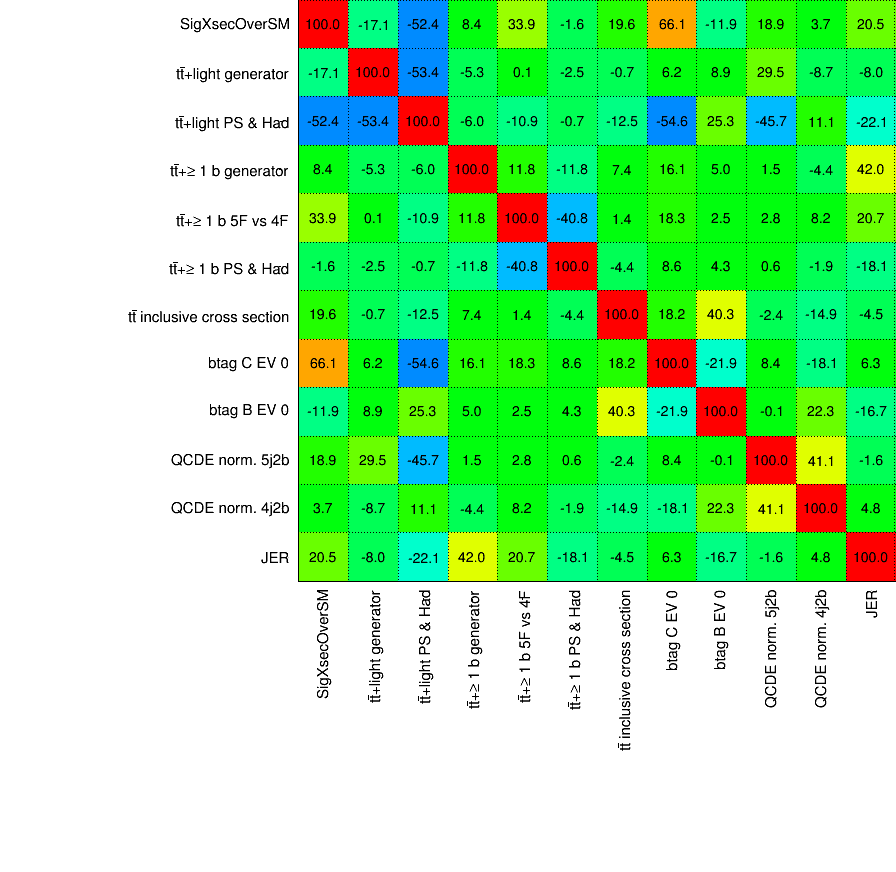 SigXsecOverSM 100.0 -17.1 -52.4 8.4 33.9 -1.6 19.6 66.1 -11.9 18.9 3.7 20.5
tt̄+light generator -17.1 100.0 -53.4 -5.3 0.1 -2.5 -0.7 6.2 8.9 29.5 -8.7 -8.0
tt̄+light PS & Had -52.4 -53.4 100.0 -6.0 -10.9 -0.7 -12.5 -54.6 25.3 -45.7 11.1 -22.1
tt̄+≥ 1 b generator 8.4 -5.3 -6.0 100.0 11.8 -11.8 7.4 16.1 5.0 1.5 -4.4 42.0
tt̄+≥ 1 b 5F vs 4F 33.9 0.1 -10.9 11.8 100.0 -40.8 1.4 18.3 2.5 2.8 8.2 20.7
tt̄+≥ 1 b PS & Had -1.6 -2.5 -0.7 -11.8 -40.8 100.0 -4.4 8.6 4.3 0.6 -1.9 -18.1
tt̄ inclusive cross section 19.6 -0.7 -12.5 7.4 1.4 -4.4 100.0 18.2 40.3 -2.4 -14.9 -4.5
btag C EV 0 66.1 6.2 -54.6 16.1 18.3 8.6 18.2 100.0 -21.9 8.4 -18.1 6.3
btag B EV 0 -11.9 8.9 25.3 5.0 2.5 4.3 40.3 -21.9 100.0 -0.1 22.3 -16.7
QCDE norm. 5j2b 18.9 29.5 -45.7 1.5 2.8 0.6 -2.4 8.4 -0.1 100.0 41.1 -1.6
QCDE norm. 4j2b 3.7 -8.7 11.1 -4.4 8.2 -1.9 -14.9 -18.1 22.3 41.1 100.0 4.8
JER 20.5 -8.0 -22.1 42.0 20.7 -18.1 -4.5 6.3 -16.7 -1.6 4.8 100.0
SigXsecOverSM
tt̄+light generator
tt̄+light PS & Had
tt̄+≥ 1 b generator
tt̄+≥ 1 b 5F vs 4F
tt̄+≥ 1 b PS & Had
tt̄ inclusive cross section
btag C EV 0
btag B EV 0
QCDE norm. 5j2b
QCDE norm. 4j2b
JER